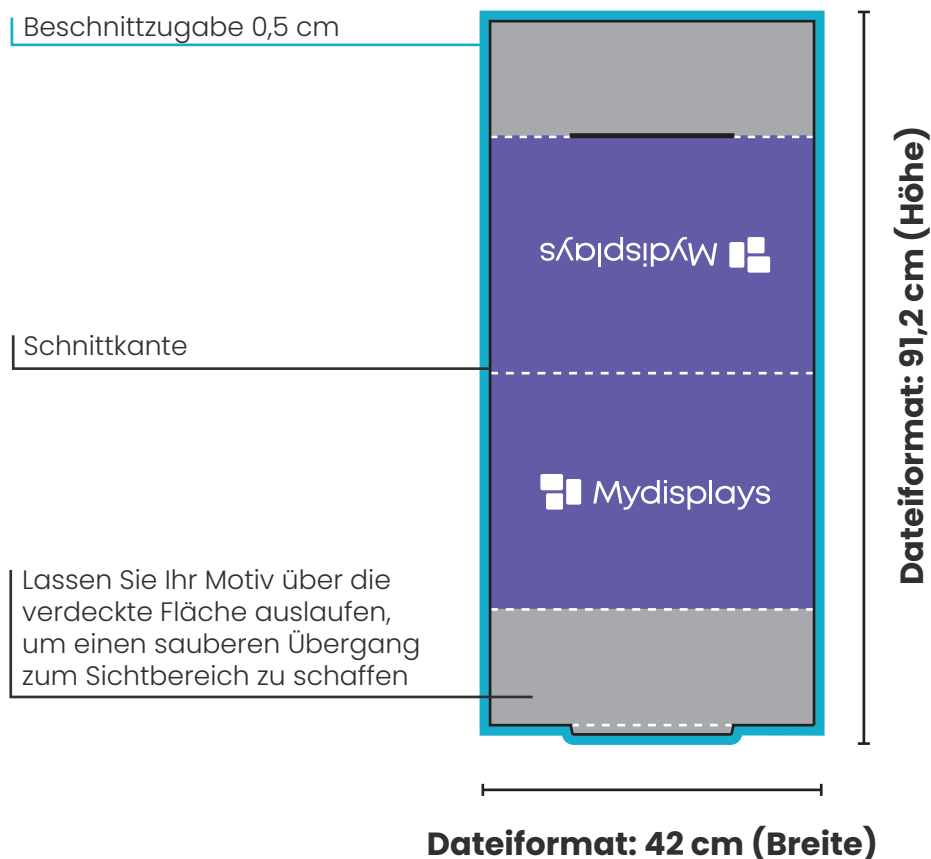 Beschnittzugabe 0,5 cm
Mydisplays
Schnittkante
Mydisplays
Lassen Sie Ihr Motiv über die
verdeckte Fläche auslaufen,
um einen sauberen Übergang
zum Sichtbereich zu schaffen
Dateiformat: 91,2 cm (Höhe)
Dateiformat: 42 cm (Breite)